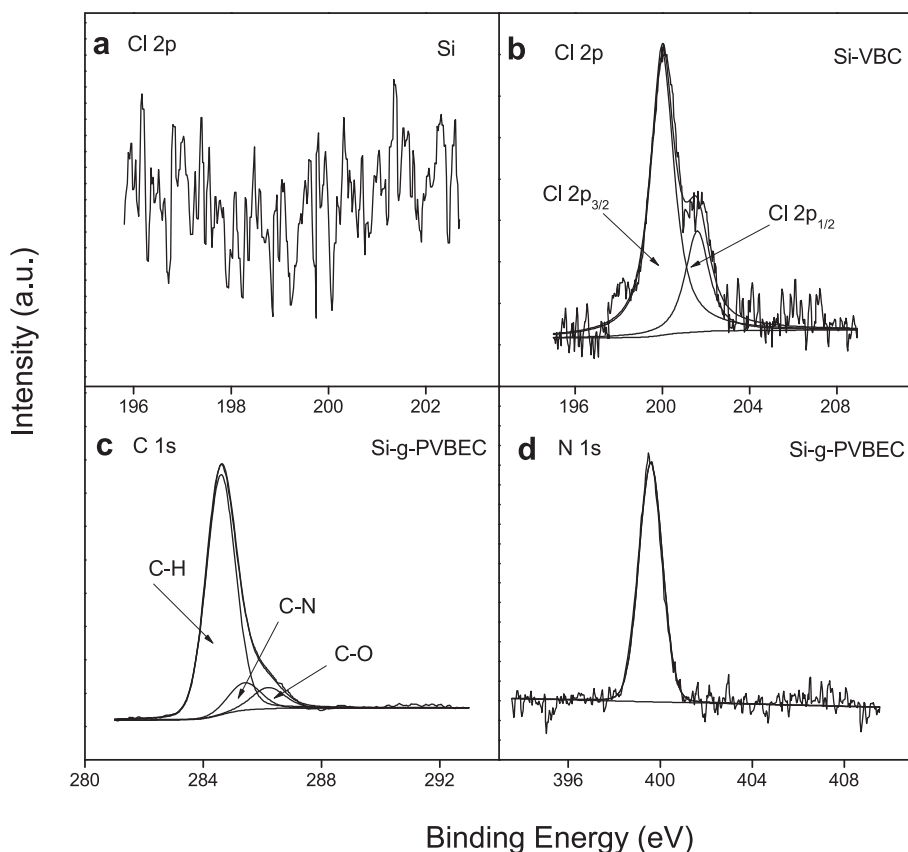 a Cl 2p Si
b Cl 2p Si-VBC
Cl 2p3/2
Cl 2p1/2
196 198 200 202
196 200 204 208
Intensity (a.u.)
c C 1s Si-g-PVBEC
d N 1s Si-g-PVBEC
C-H
C-N
C-O
280 284 288 292
396 400 404 408
Binding Energy (eV)